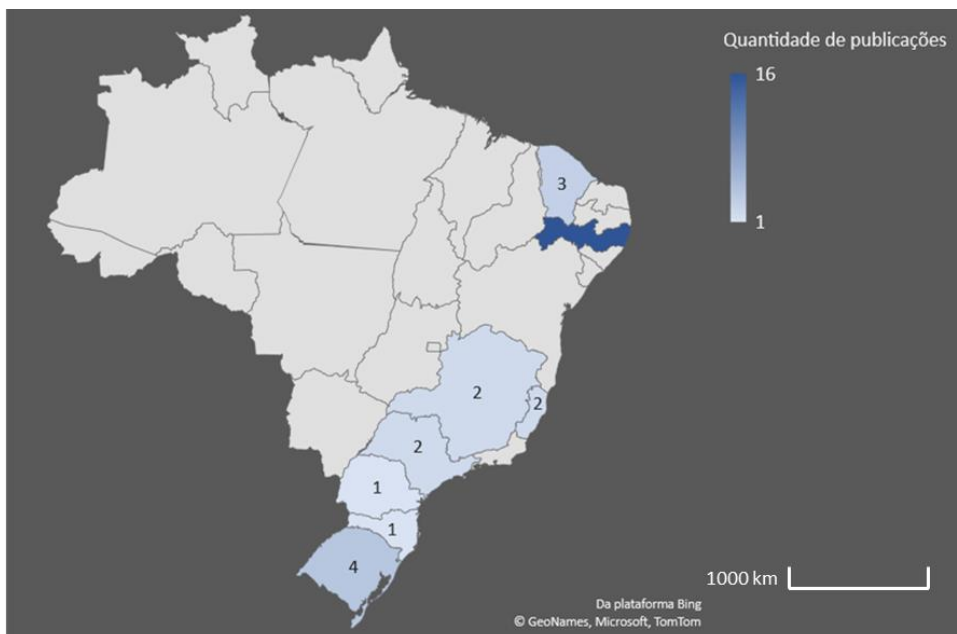 Quantidade de publicações
16
1
3
2
2
2
1
1
4
1000 km
Da plataforma Bing
© GeoNames, Microsoft, TomTom